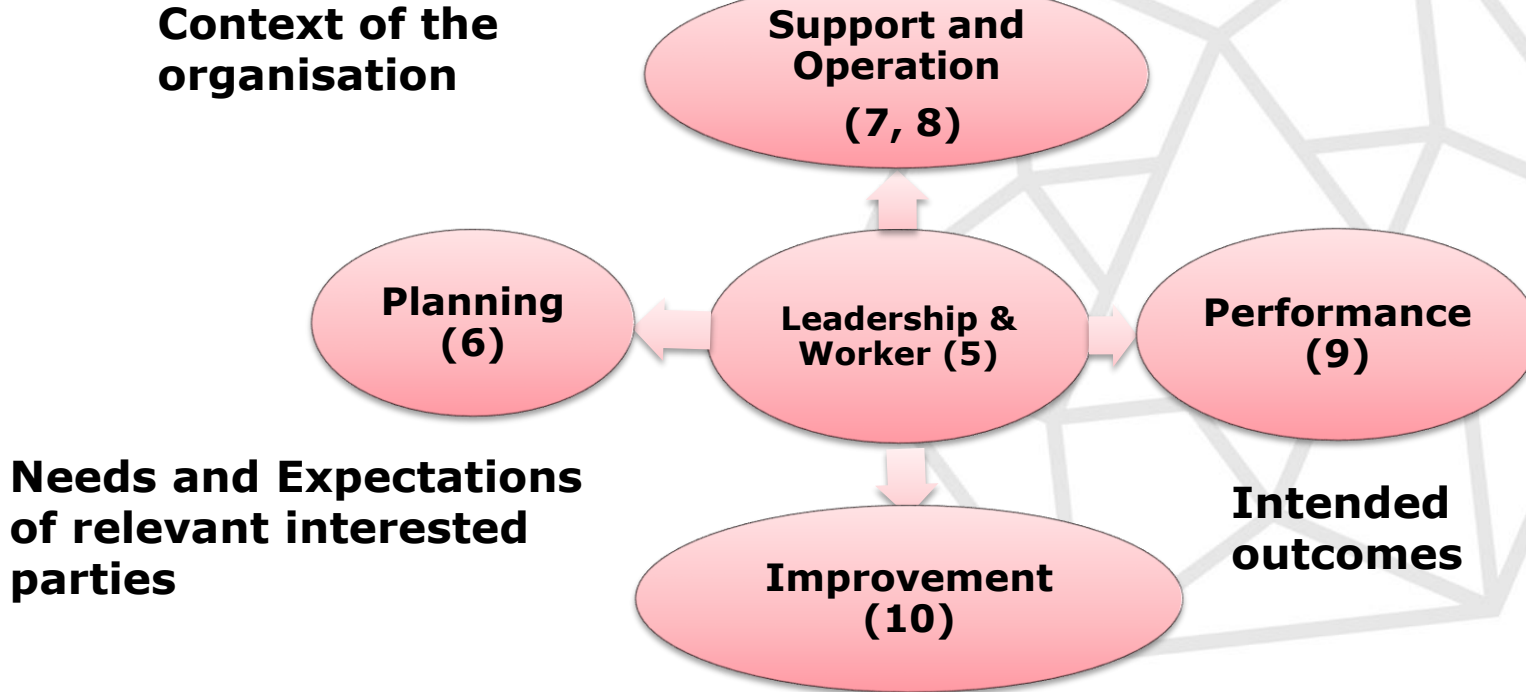 Context of the
organisation
Support and
Operation
(7, 8)
Planning
(6)
Leadership &
Worker (5)
Performance
(9)
Needs and Expectations
of relevant interested
parties
Intended
outcomes
Improvement
(10)